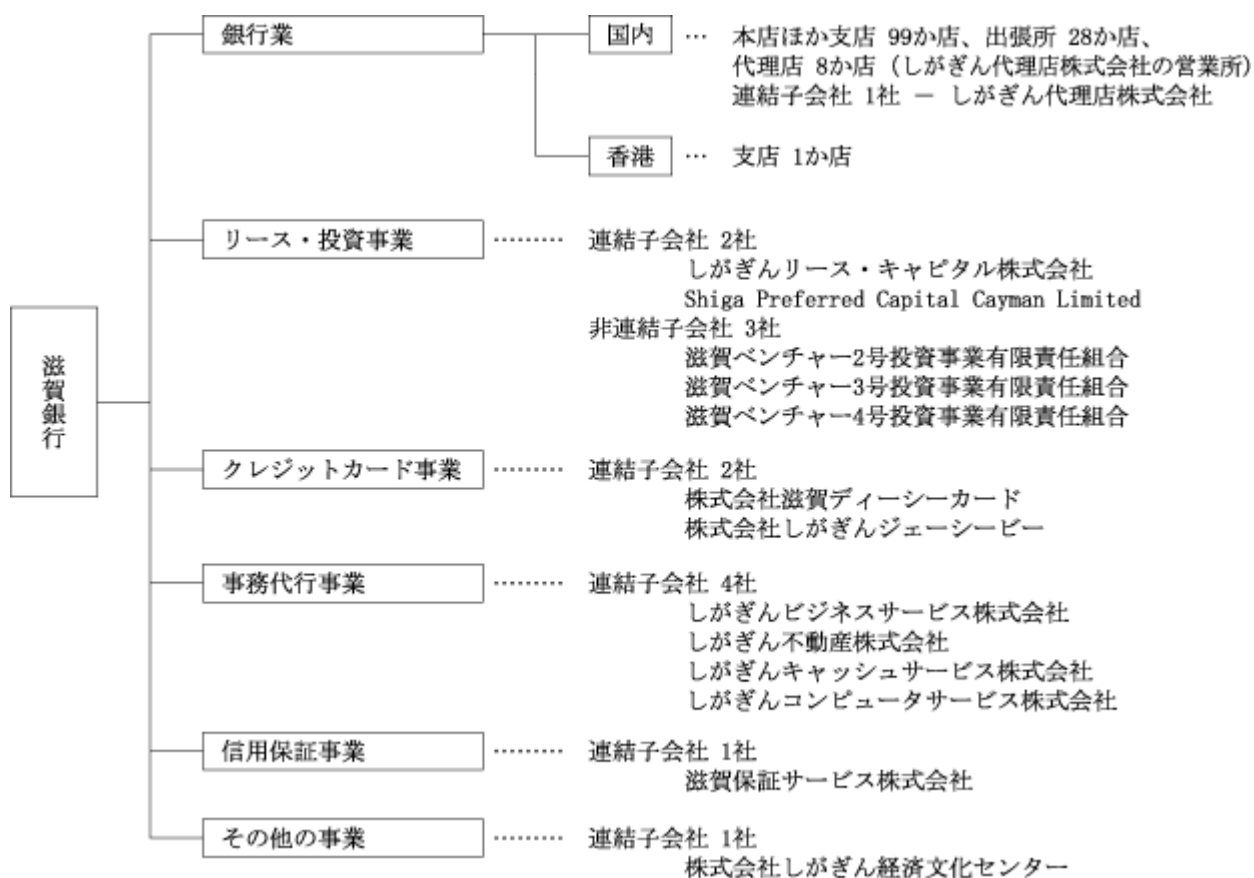 滋賀銀行
銀行業
国内 … 本店ほか支店 99か店、出張所 28か店、
代理店 8か店 (しがぎん代理店株式会社の営業所)
連結子会社 1社 － しがぎん代理店株式会社
香港 … 支店 1か店
リース・投資事業 ……… 連結子会社 2社
しがぎんリース・キャピタル株式会社
Shiga Preferred Capital Cayman Limited
非連結子会社 3社
滋賀ベンチャー2号投資事業有限責任組合
滋賀ベンチャー3号投資事業有限責任組合
滋賀ベンチャー4号投資事業有限責任組合
クレジットカード事業 ……… 連結子会社 2社
株式会社滋賀ディーシーカード
株式会社しがぎんジェーシービー
事務代行事業 ……… 連結子会社 4社
しがぎんビジネスサービス株式会社
しがぎん不動産株式会社
しがぎんキャッシュサービス株式会社
しがぎんコンピュータサービス株式会社
信用保証事業 ……… 連結子会社 1社
滋賀保証サービス株式会社
その他の事業 ……… 連結子会社 1社
株式会社しがぎん経済文化センター